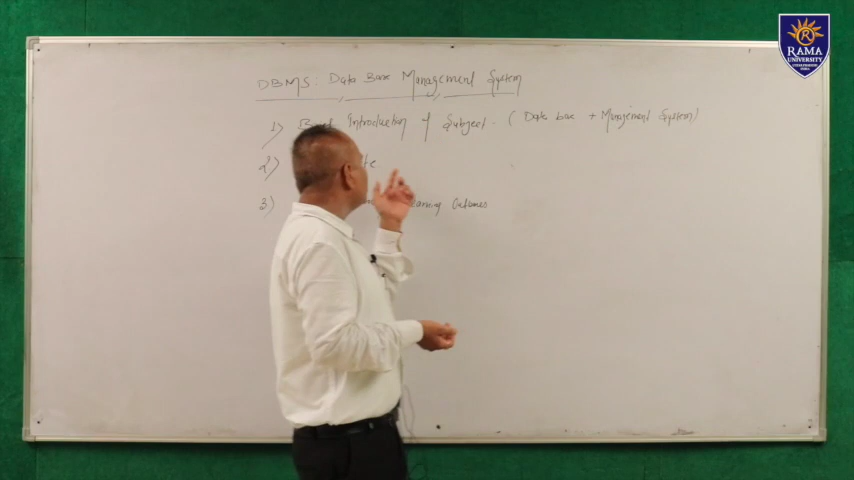 DBMS: Data Base Management System
1) Introduction of Subject. (Data base + Management System)
2)
3) Learning Outcomes
RAMA
UNIVERSITY